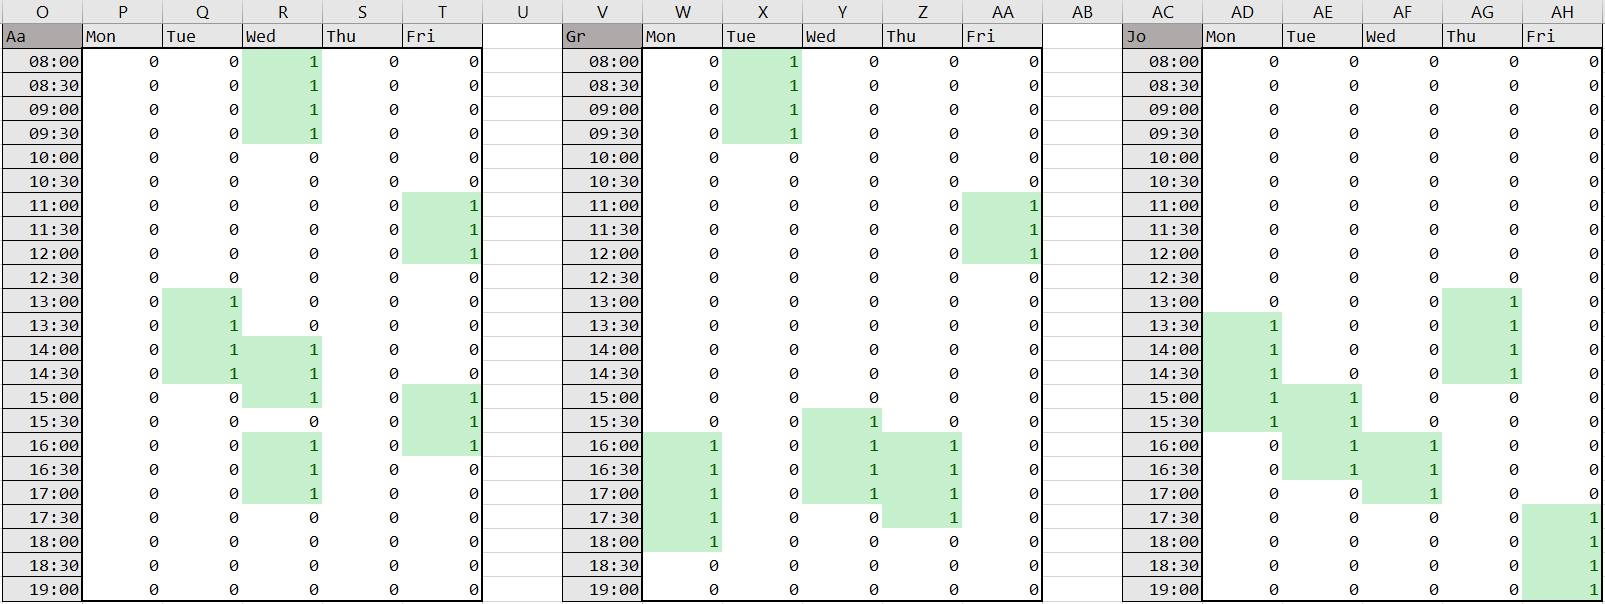 O P Q R S T U V W X Y Z AA AB AC AD AE AF AG AH
Aa Mon Tue Wed Thu Fri Gr Mon Tue Wed Thu Fri Jo Mon Tue Wed Thu Fri
08:00 0 0 1 0 0 08:00 0 1 0 0 0 08:00 0 0 0 0 0
08:30 0 0 1 0 0 08:30 0 1 0 0 0 08:30 0 0 0 0 0
09:00 0 0 1 0 0 09:00 0 1 0 0 0 09:00 0 0 0 0 0
09:30 0 0 1 0 0 09:30 0 1 0 0 0 09:30 0 0 0 0 0
10:00 0 0 0 0 0 10:00 0 0 0 0 0 10:00 0 0 0 0 0
10:30 0 0 0 0 0 10:30 0 0 0 0 0 10:30 0 0 0 0 0
11:00 0 0 0 0 1 11:00 0 0 0 0 1 11:00 0 0 0 0 0
11:30 0 0 0 0 1 11:30 0 0 0 0 1 11:30 0 0 0 0 0
12:00 0 0 0 0 1 12:00 0 0 0 0 1 12:00 0 0 0 0 0
12:30 0 0 0 0 0 12:30 0 0 0 0 0 12:30 0 0 0 0 0
13:00 0 1 0 0 0 13:00 0 0 0 0 0 13:00 0 0 0 1 0
13:30 0 1 0 0 0 13:30 0 0 0 0 0 13:30 1 0 0 1 0
14:00 0 1 1 0 0 14:00 0 0 0 0 0 14:00 1 0 0 1 0
14:30 0 1 1 0 0 14:30 0 0 0 0 0 14:30 1 0 0 1 0
15:00 0 0 1 0 1 15:00 0 0 0 0 0 15:00 1 1 0 0 0
15:30 0 0 0 0 1 15:30 0 0 1 0 0 15:30 1 1 0 0 0
16:00 0 0 1 0 1 16:00 1 0 1 1 0 16:00 0 1 1 0 0
16:30 0 0 1 0 0 16:30 1 0 1 1 0 16:30 0 1 1 0 0
17:00 0 0 1 0 0 17:00 1 0 1 1 0 17:00 0 0 1 0 0
17:30 0 0 0 0 0 17:30 1 0 0 1 0 17:30 0 0 0 0 1
18:00 0 0 0 0 0 18:00 1 0 0 0 0 18:00 0 0 0 0 1
18:30 0 0 0 0 0 18:30 0 0 0 0 0 18:30 0 0 0 0 1
19:00 0 0 0 0 0 19:00 0 0 0 0 0 19:00 0 0 0 0 1